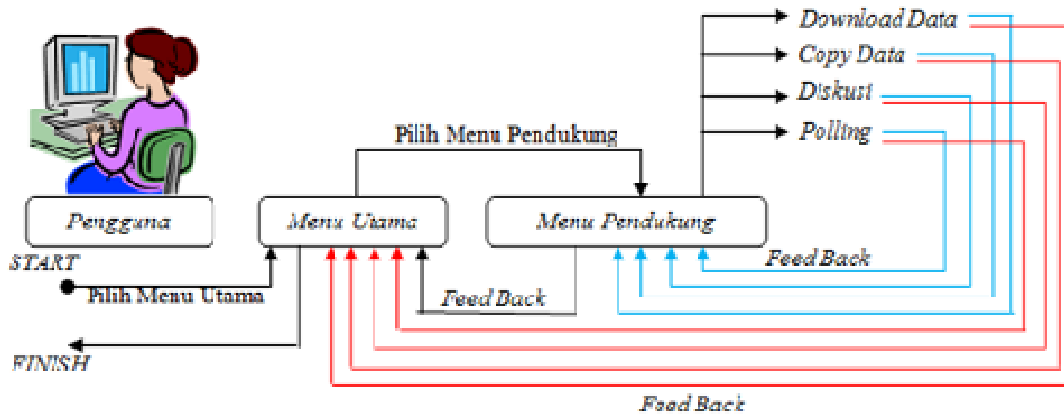 Download Data
Copy Data
Diskusi
Polling
Pilih Menu Pendukung
Pengguna
Menu Utama
Menu Pendukung
START
Pilih Menu Utama
Feed Back
Feed Back
FINISH
Feed Back